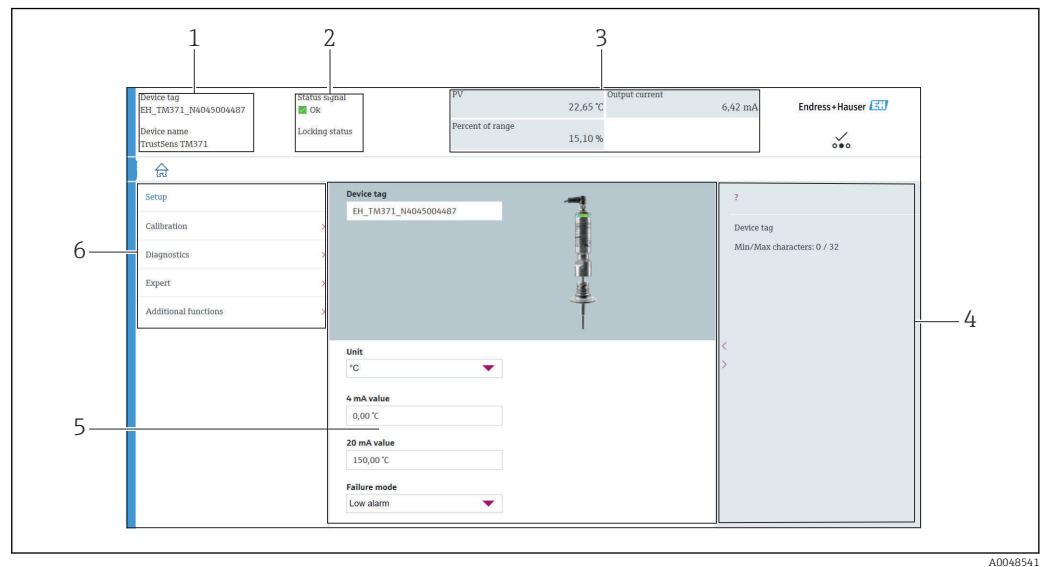 1
2
3
Device tag
EH_TM371_N4045004487
Device name
TrustSens TM371
Status signal
Ok
Locking status
PV
22,65 °C
Output current
6,42 mA
Percent of range
15,10 %
Endress+Hauser EH
6
Setup
Calibration
Diagnostics
Expert
Additional functions
Device tag
EH_TM371_N4045004487
?
Device tag
Min/Max characters: 0 / 32
4
5
Unit
°C
4 mA value
0,00 °C
20 mA value
150,00 °C
Failure mode
Low alarm
A0048541